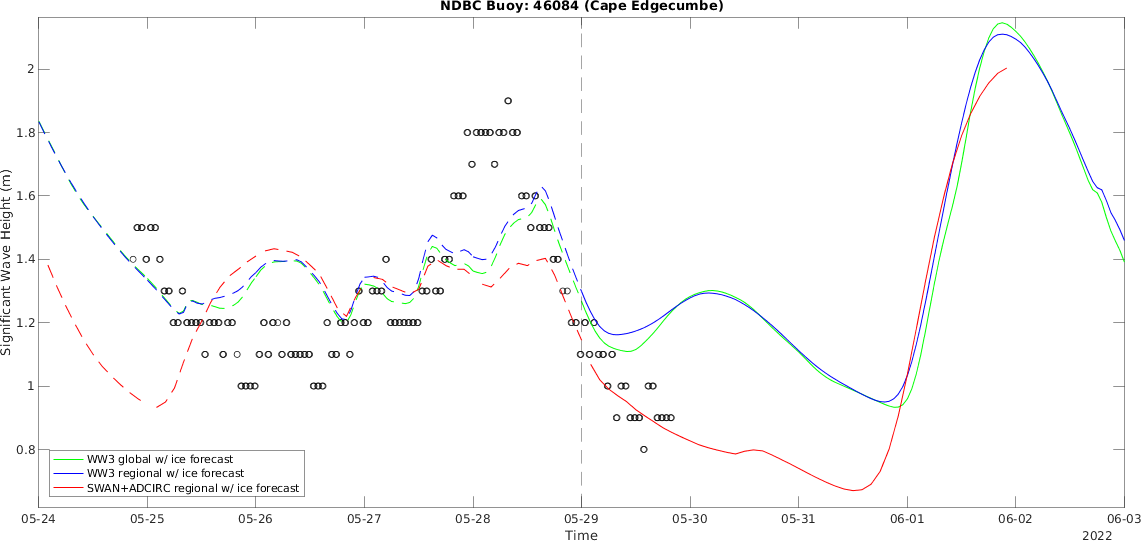 NDBC Buoy: 46084 (Cape Edgecumbe)
Significant Wave Height (m)
2
1.8
1.6
1.4
1.2
1
0.8
WW3 global w/ ice forecast
WW3 regional w/ ice forecast
SWAN+ADCIRC regional w/ ice forecast
05-24 05-25 05-26 05-27 05-28 05-29 05-30 05-31 06-01 06-02 06-03
Time
2022